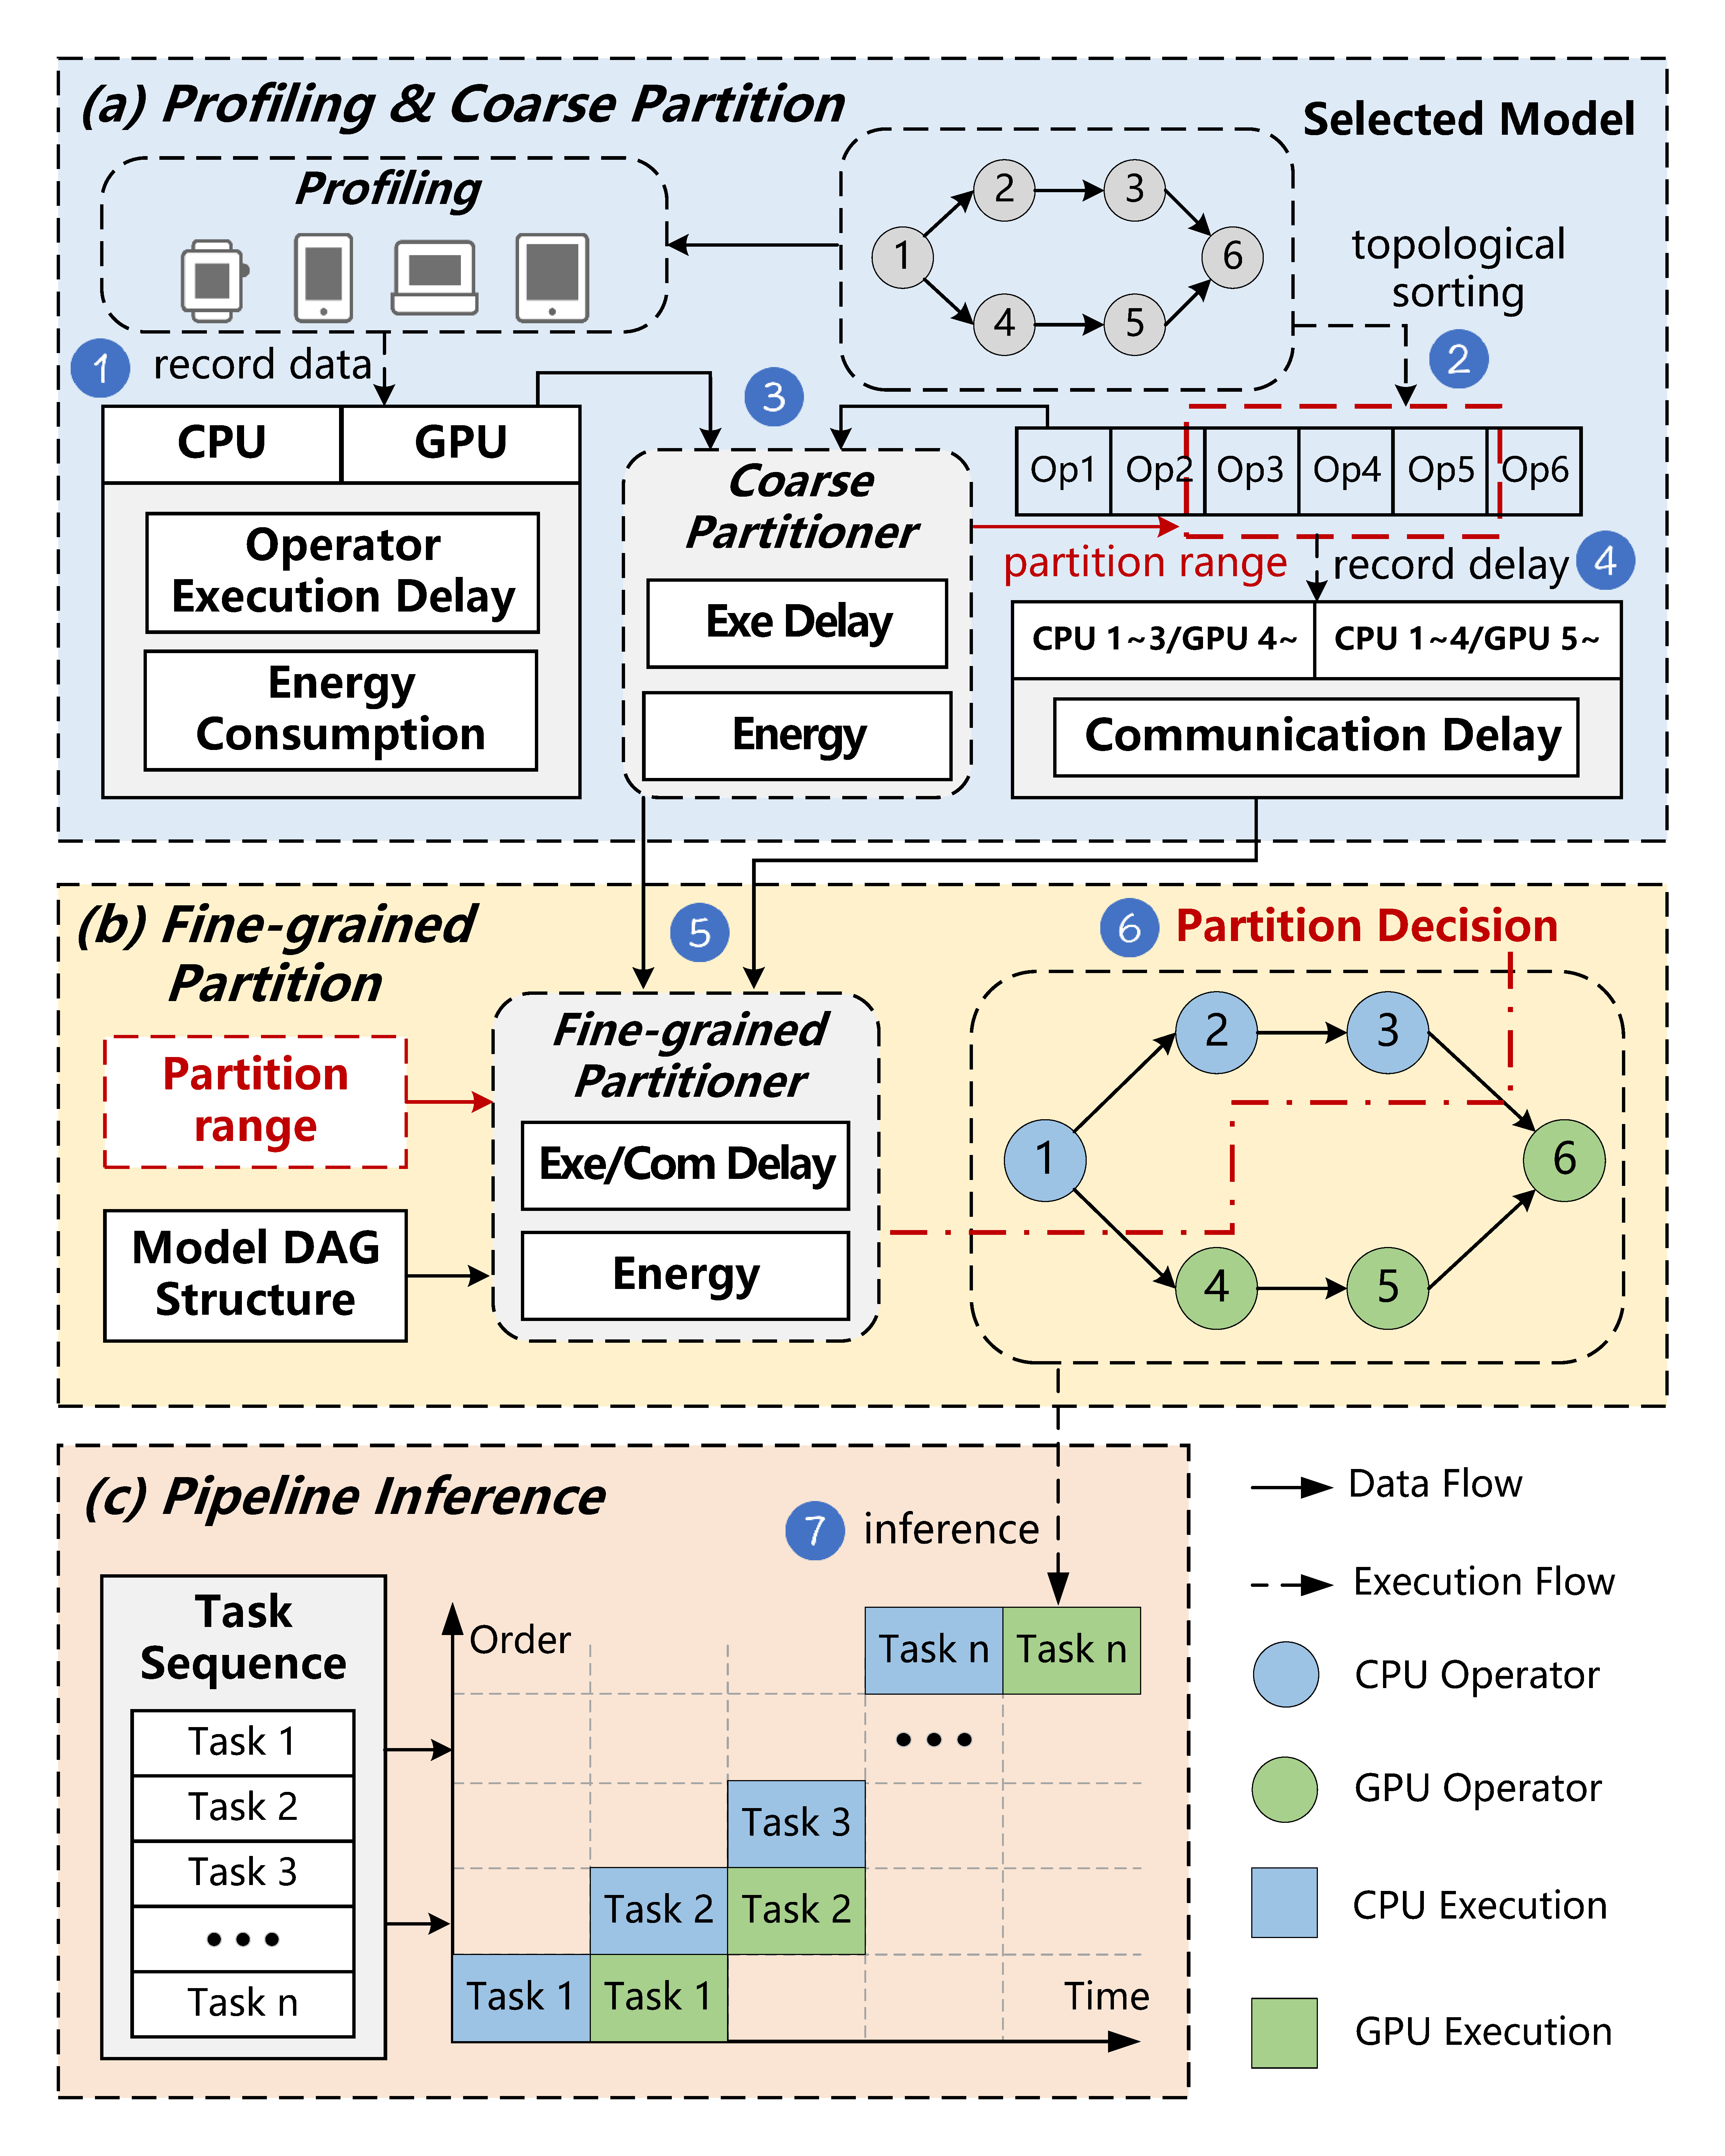 (a) Profiling & Coarse Partition
Selected Model
Profiling
1
2
3
4
5
6
topological
sorting
1
record data
2
3
CPU
GPU
Operator
Execution Delay
Energy
Consumption
Coarse
Partitioner
Exe Delay
Energy
Op1
Op2
Op3
Op4
Op5
Op6
partition range
record delay
4
CPU 1~3/GPU 4~
CPU 1~4/GPU 5~
Communication Delay
(b) Fine-grained
Partition
5
6
Partition Decision
Partition
range
Model DAG
Structure
Fine-grained
Partitioner
Exe/Com Delay
Energy
1
2
3
4
5
6
(c) Pipeline Inference
7
inference
Task
Sequence
Task 1
Task 2
Task 3
•••
Task n
Order
Task n
Task n
•••
Task 3
Task 2
Task 2
Task 1
Task 1
Time
Data Flow
Execution Flow
CPU Operator
GPU Operator
CPU Execution
GPU Execution